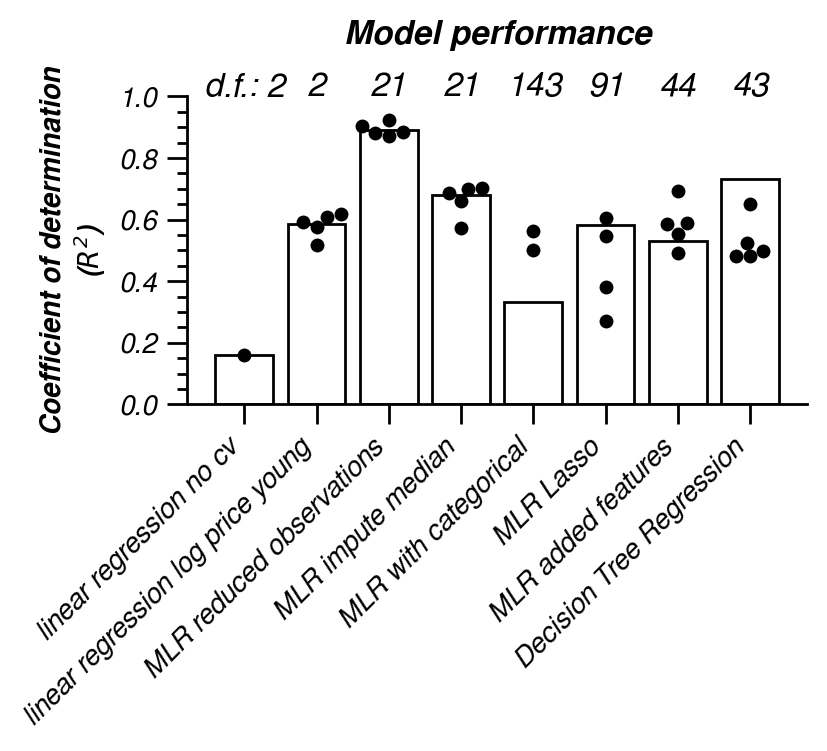 Model performance
d.f.: 2 2 21 21 143 91 44 43
Coefficient of determination
(R²)
1.0
0.8
0.6
0.4
0.2
0.0
linear regression no cv
linear regression log price young
MLR reduced observations
MLR impute median
MLR with categorical
MLR Lasso
MLR added features
Decision Tree Regression